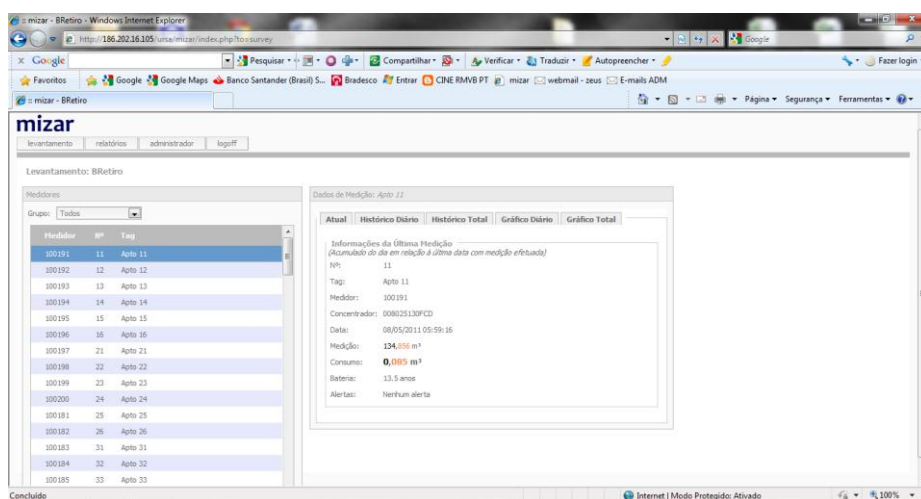 :: mizar - BRetiro - Windows Internet Explorer
http://186.202.16.105/ursa/mizar/index.php?to=survey
Google
x Google Pesquisar Compartilhar Verificar Traduzir Autopreencher Fazer login
Favoritos Google Google Maps Banco Santander (Brasil) S... Bradesco Entrar CINE RMVB PT mizar webmail - zeus E-mails ADM
:: mizar - BRetiro Página Segurança Ferramentas
mizar
levantamento relatórios administrador logoff
Levantamento: BRetiro
Medidores
Grupo: Todos
Medidor Nº Tag
100191 11 Apto 11
100192 12 Apto 12
100193 13 Apto 13
100194 14 Apto 14
100195 15 Apto 15
100196 16 Apto 16
100197 21 Apto 21
100198 22 Apto 22
100199 23 Apto 23
100200 24 Apto 24
100181 25 Apto 25
100182 26 Apto 26
100183 31 Apto 31
100184 32 Apto 32
100185 33 Apto 33
Dados de Medição: Apto 11
Atual Histórico Diário Histórico Total Gráfico Diário Gráfico Total
Informações da Última Medição
(Acumulado do dia em relação à última data com medição efetuada)
Nº: 11
Tag: Apto 11
Medidor: 100191
Concentrador: 008025130FCD
Data: 08/05/2011 05:59:16
Medição: 134,856 m³
Consumo: 0,085 m³
Bateria: 13.5 anos
Alertas: Nenhum alerta
Concluído Internet | Modo Protegido: Ativado 100%